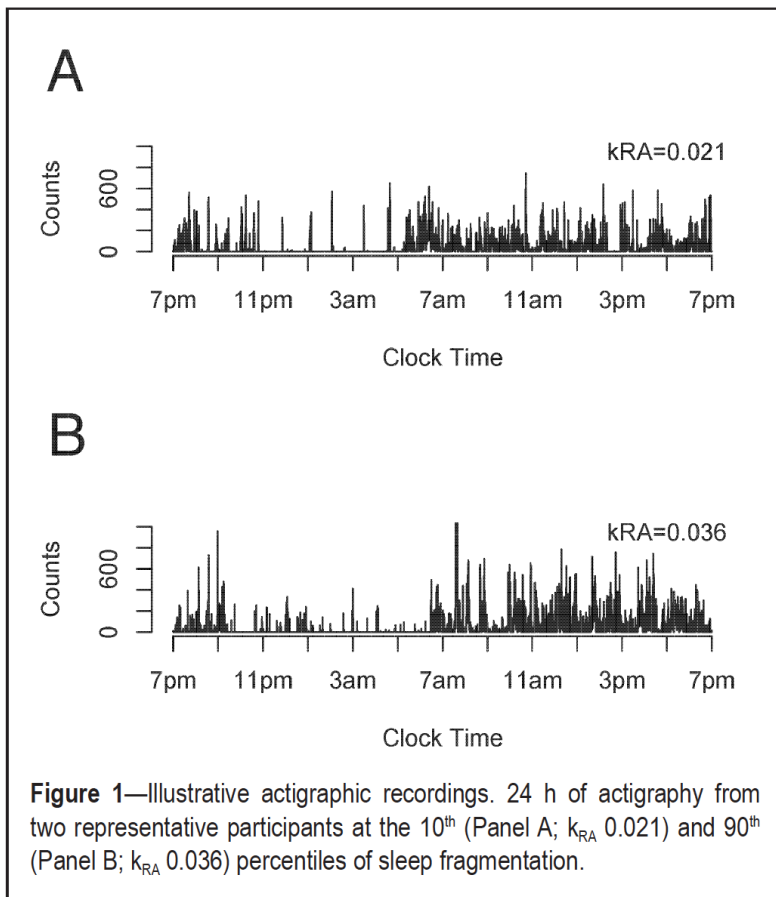 A
kRA=0.021
Counts
600
0
7pm 11pm 3am 7am 11am 3pm 7pm
Clock Time
B
kRA=0.036
Counts
600
0
7pm 11pm 3am 7am 11am 3pm 7pm
Clock Time
Figure 1—Illustrative actigraphic recordings. 24 h of actigraphy from
two representative participants at the 10th (Panel A; kRA 0.021) and 90th
(Panel B; kRA 0.036) percentiles of sleep fragmentation.